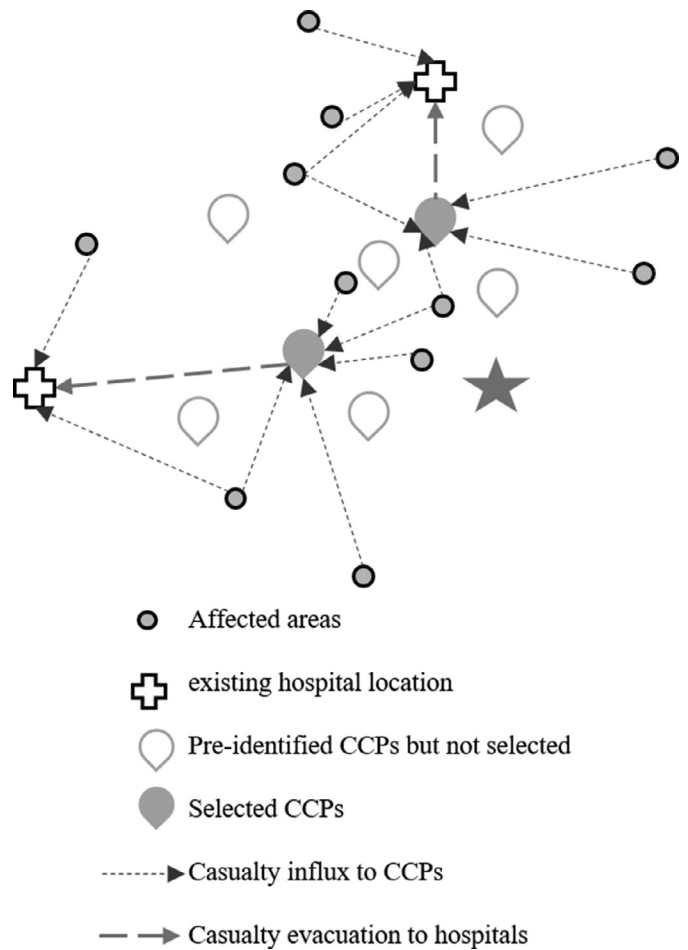 Affected areas
existing hospital location
Pre-identified CCPs but not selected
Selected CCPs
Casualty influx to CCPs
Casualty evacuation to hospitals